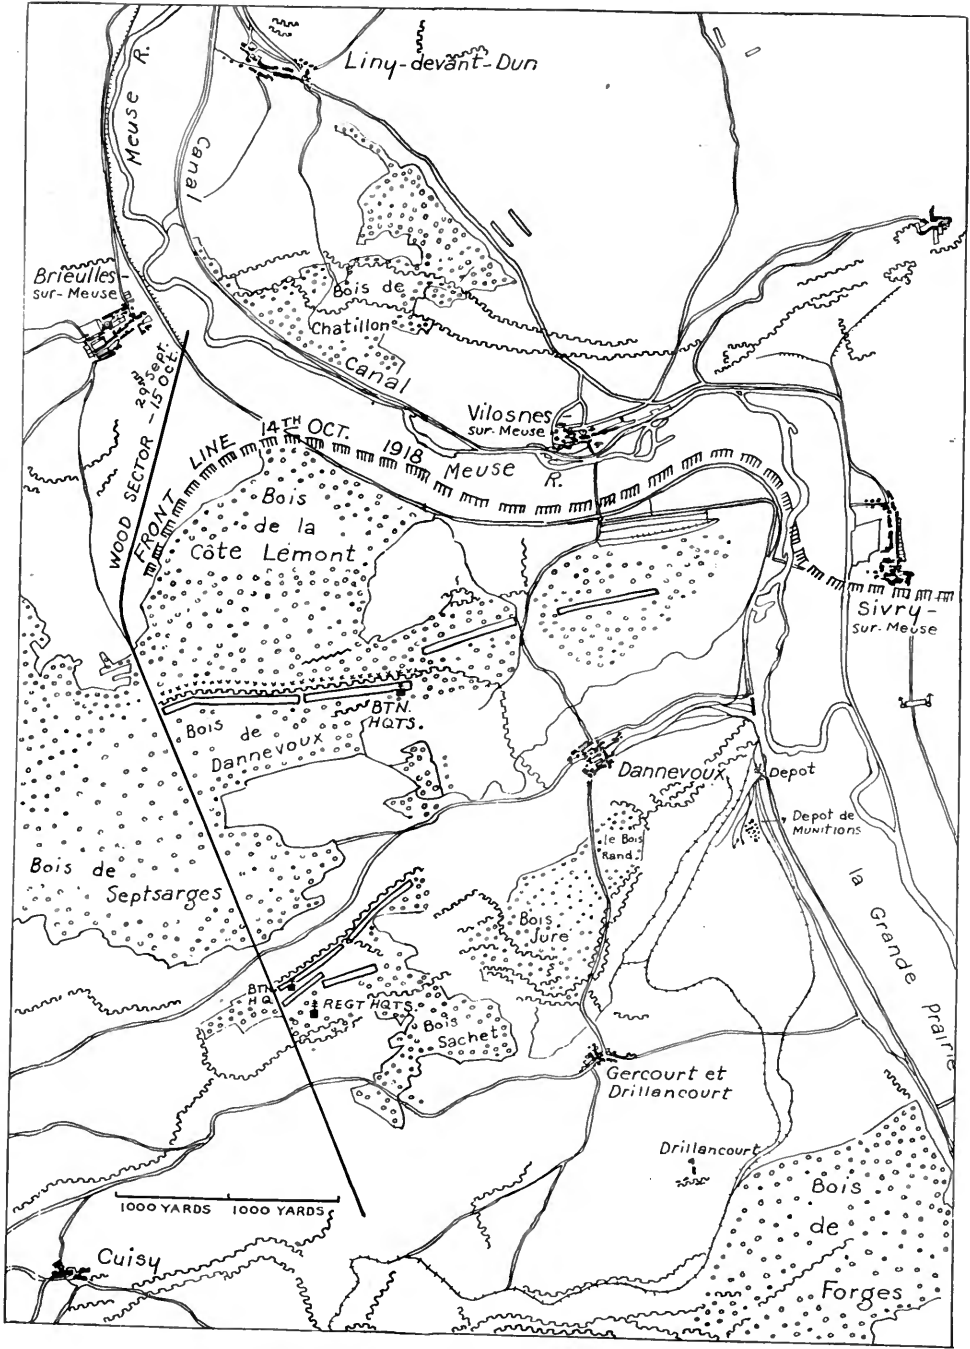 Meuse R.
Canal
Liny-devant-Dun
Brieulles-
sur-Meuse
Bois de
Chatillon
Canal
29th Sept.
WOOD SECTOR - 15 Oct.
FRONT LINE 14TH OCT. 1918
Vilosnes-
sur-Meuse
Meuse R.
Bois
de la
Côte Lémont
Sivry-
sur-Meuse
BTN.
HQTS.
Bois de
Dannevoux
Dannevoux
Depot
Depot de
MUNITIONS
le Bois
Rand.
Bois de
Septsarges
Bois
Jure
la Grande Prairie
BTN.
HQ.
REGT HQTS
Bois
Sachet
Gercourt et
Drillancourt
Drillancourt
Bois
de
Forges
1000 YARDS 1000 YARDS
Cuisy